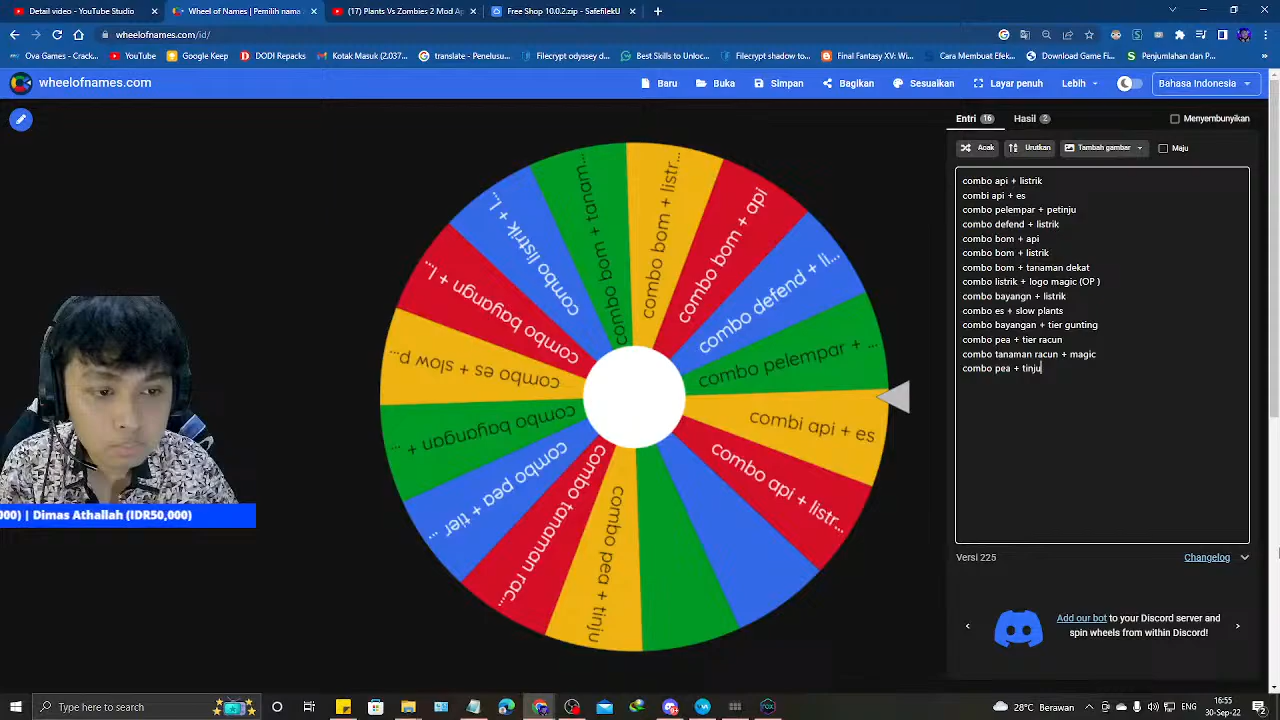 Detail video - YouTube Studio
Wheel of Names | Pemilih nama
(17) Plants Vs Zombies 2 Mod Ap
Free Shop 10.0.2.zip - SafefileKU
wheelofnames.com/id/
Ova Games - Crack...
YouTube
Google Keep
DODI Repacks
Kotak Masuk (2.037...
translate - Penelusu...
Filecrypt odyssey d...
Best Skills to Unloc...
Filecrypt shadow to...
Final Fantasy XV: Wi...
Cara Membuat Efek...
Download Game Fi...
Penjumlahan dan P...
wheelofnames.com
Baru
Buka
Simpan
Bagikan
Sesuaikan
Layar penuh
Lebih
Bahasa Indonesia
Entri 16
Hasil 2
Menyembunyikan
Acak
Urutan
Tambah gambar
Maju
combo api + listrik
combi api + es
combo pelempar + petinju
combo defend + listrik
combo bom + api
combo bom + listrik
combo bom + tanaman dekat
combo listrik + logo magic (OP )
combo bayangn + listrik
combo es + slow plants
combo bayangan + tor gunting
combo pea + tier
combo tanaman racun + magic
combo pea + tinju
combo bom + tanam...
combo bom + listr...
combo bom + api
combo defend + li...
combo pelempar + ...
combi api + es
combo api + listr...
combo pea + tinju
combo tanaman rac...
combo pea + tier ...
combo bayangan + ...
combo es + slow p...
combo bayangn + l...
combo listrik + l...
Versi 225
Changelog
Add our bot to your Discord server and
spin wheels from within Discord!
000) | Dimas Athallah (IDR50,000)
Type here to search
28°C Berawan
16:55
30-Sep-22